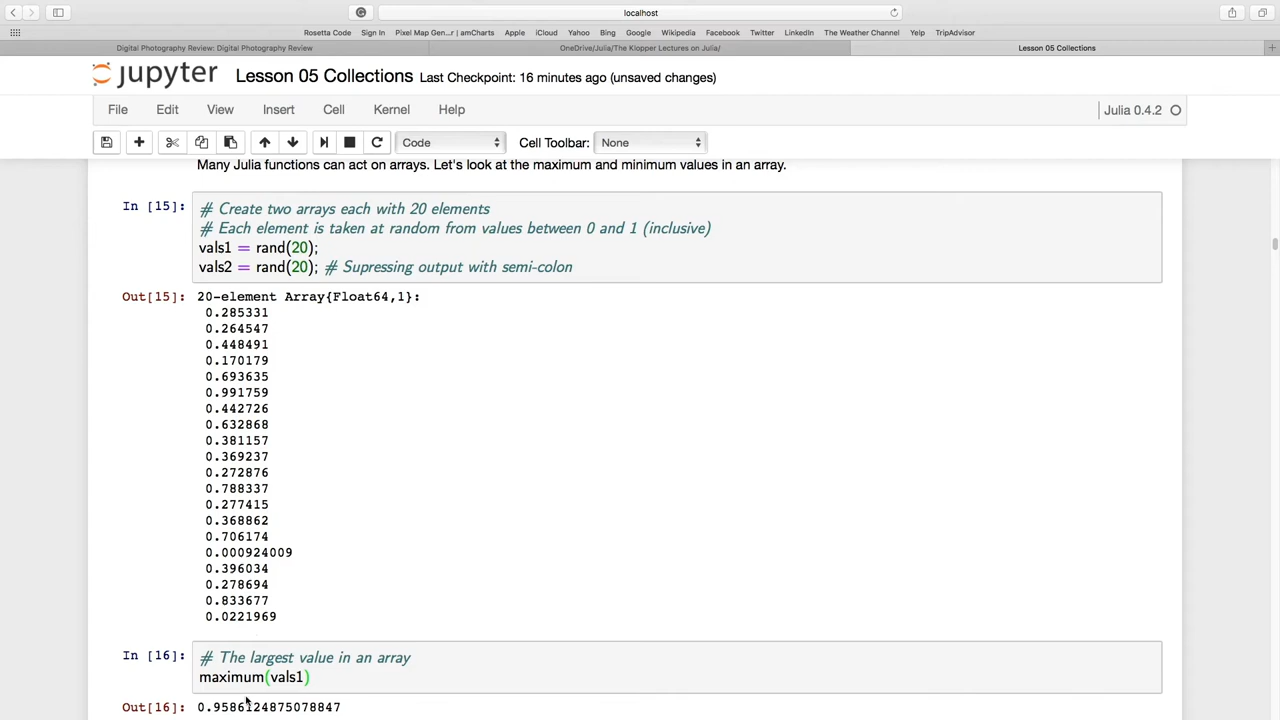 localhost
Rosetta Code Sign In Pixel Map Gen...r | amCharts Apple iCloud Yahoo Bing Google Wikipedia Facebook Twitter LinkedIn The Weather Channel Yelp TripAdvisor
Digital Photography Review: Digital Photography Review OneDrive/Julia/The Klopper Lectures on Julia/ Lesson 05 Collections
jupyter Lesson 05 Collections Last Checkpoint: 16 minutes ago (unsaved changes)
File Edit View Insert Cell Kernel Help Julia 0.4.2
Code Cell Toolbar: None
Many Julia functions can act on arrays. Let's look at the maximum and minimum values in an array.
In [15]: # Create two arrays each with 20 elements
# Each element is taken at random from values between 0 and 1 (inclusive)
vals1 = rand(20);
vals2 = rand(20); # Supressing output with semi-colon
Out[15]: 20-element Array{Float64,1}:
0.285331
0.264547
0.448491
0.170179
0.693635
0.991759
0.442726
0.632868
0.381157
0.369237
0.272876
0.788337
0.277415
0.368862
0.706174
0.000924009
0.396034
0.278694
0.833677
0.0221969
In [16]: # The largest value in an array
maximum(vals1)
Out[16]: 0.9586124875078847